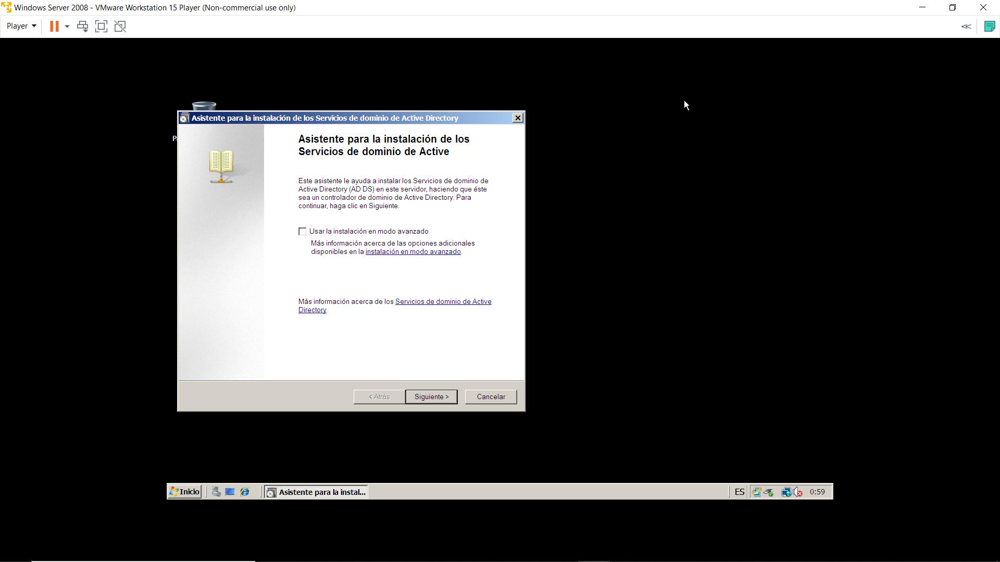 Windows Server 2008 - VMware Workstation 15 Player (Non-commercial use only)
Player
Asistente para la instalación de los Servicios de dominio de Active Directory
Asistente para la instalación de los
Servicios de dominio de Active
Este asistente le ayuda a instalar los Servicios de dominio de
Active Directory (AD DS) en este servidor, haciendo que éste
sea un controlador de dominio de Active Directory. Para
continuar, haga clic en Siguiente.
Usar la instalación en modo avanzado
Más información acerca de las opciones adicionales
disponibles en la instalación en modo avanzado.
Más información acerca de los Servicios de dominio de Active
Directory
< Atrás
Siguiente >
Cancelar
Inicio
Asistente para la instal...
ES
0:59